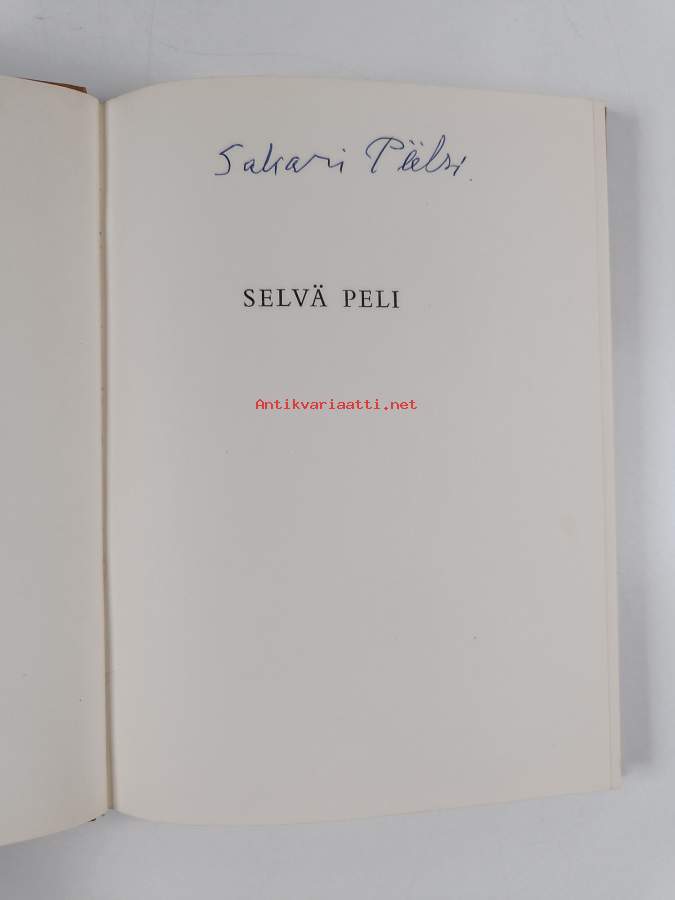 Sakari Pälsi
SELVÄ PELI
Antikvariaatti.net